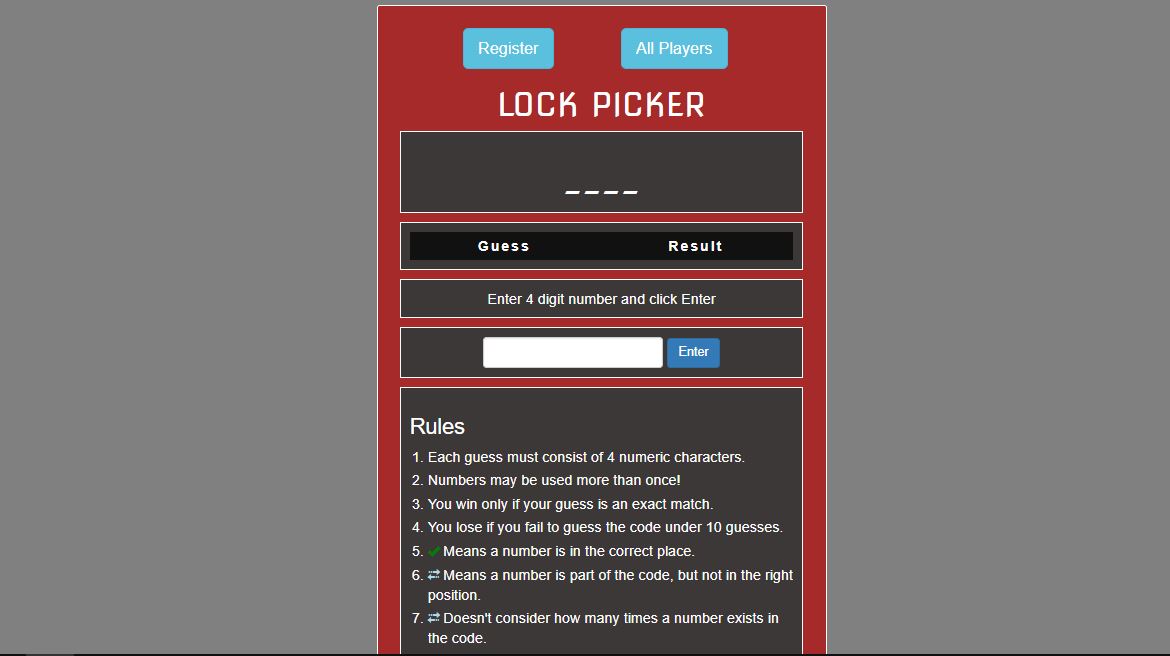 Register All Players
LOCK PICKER
----
Guess Result
Enter 4 digit number and click Enter
Enter
Rules
1. Each guess must consist of 4 numeric characters.
2. Numbers may be used more than once!
3. You win only if your guess is an exact match.
4. You lose if you fail to guess the code under 10 guesses.
5. ✔ Means a number is in the correct place.
6. ⇄ Means a number is part of the code, but not in the right
position.
7. ⇄ Doesn't consider how many times a number exists in
the code.